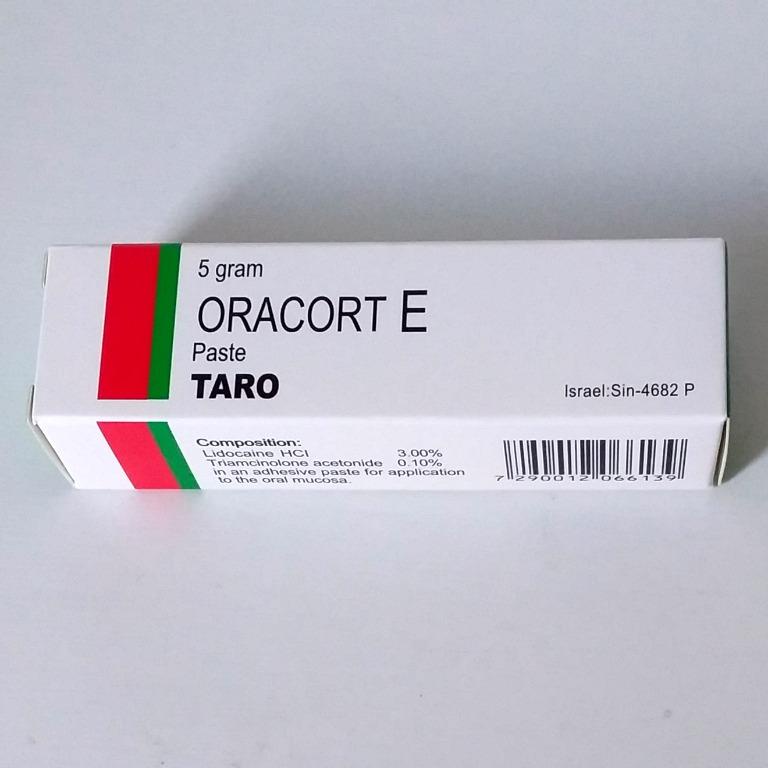 5 gram
ORACORT E
Paste
TARO
Israel:Sin-4682 P
Composition:
Lidocaine HCl 3.00%
Triamcinolone acetonide 0.10%
in an adhesive paste for application
to the oral mucosa.
7 290012 066139